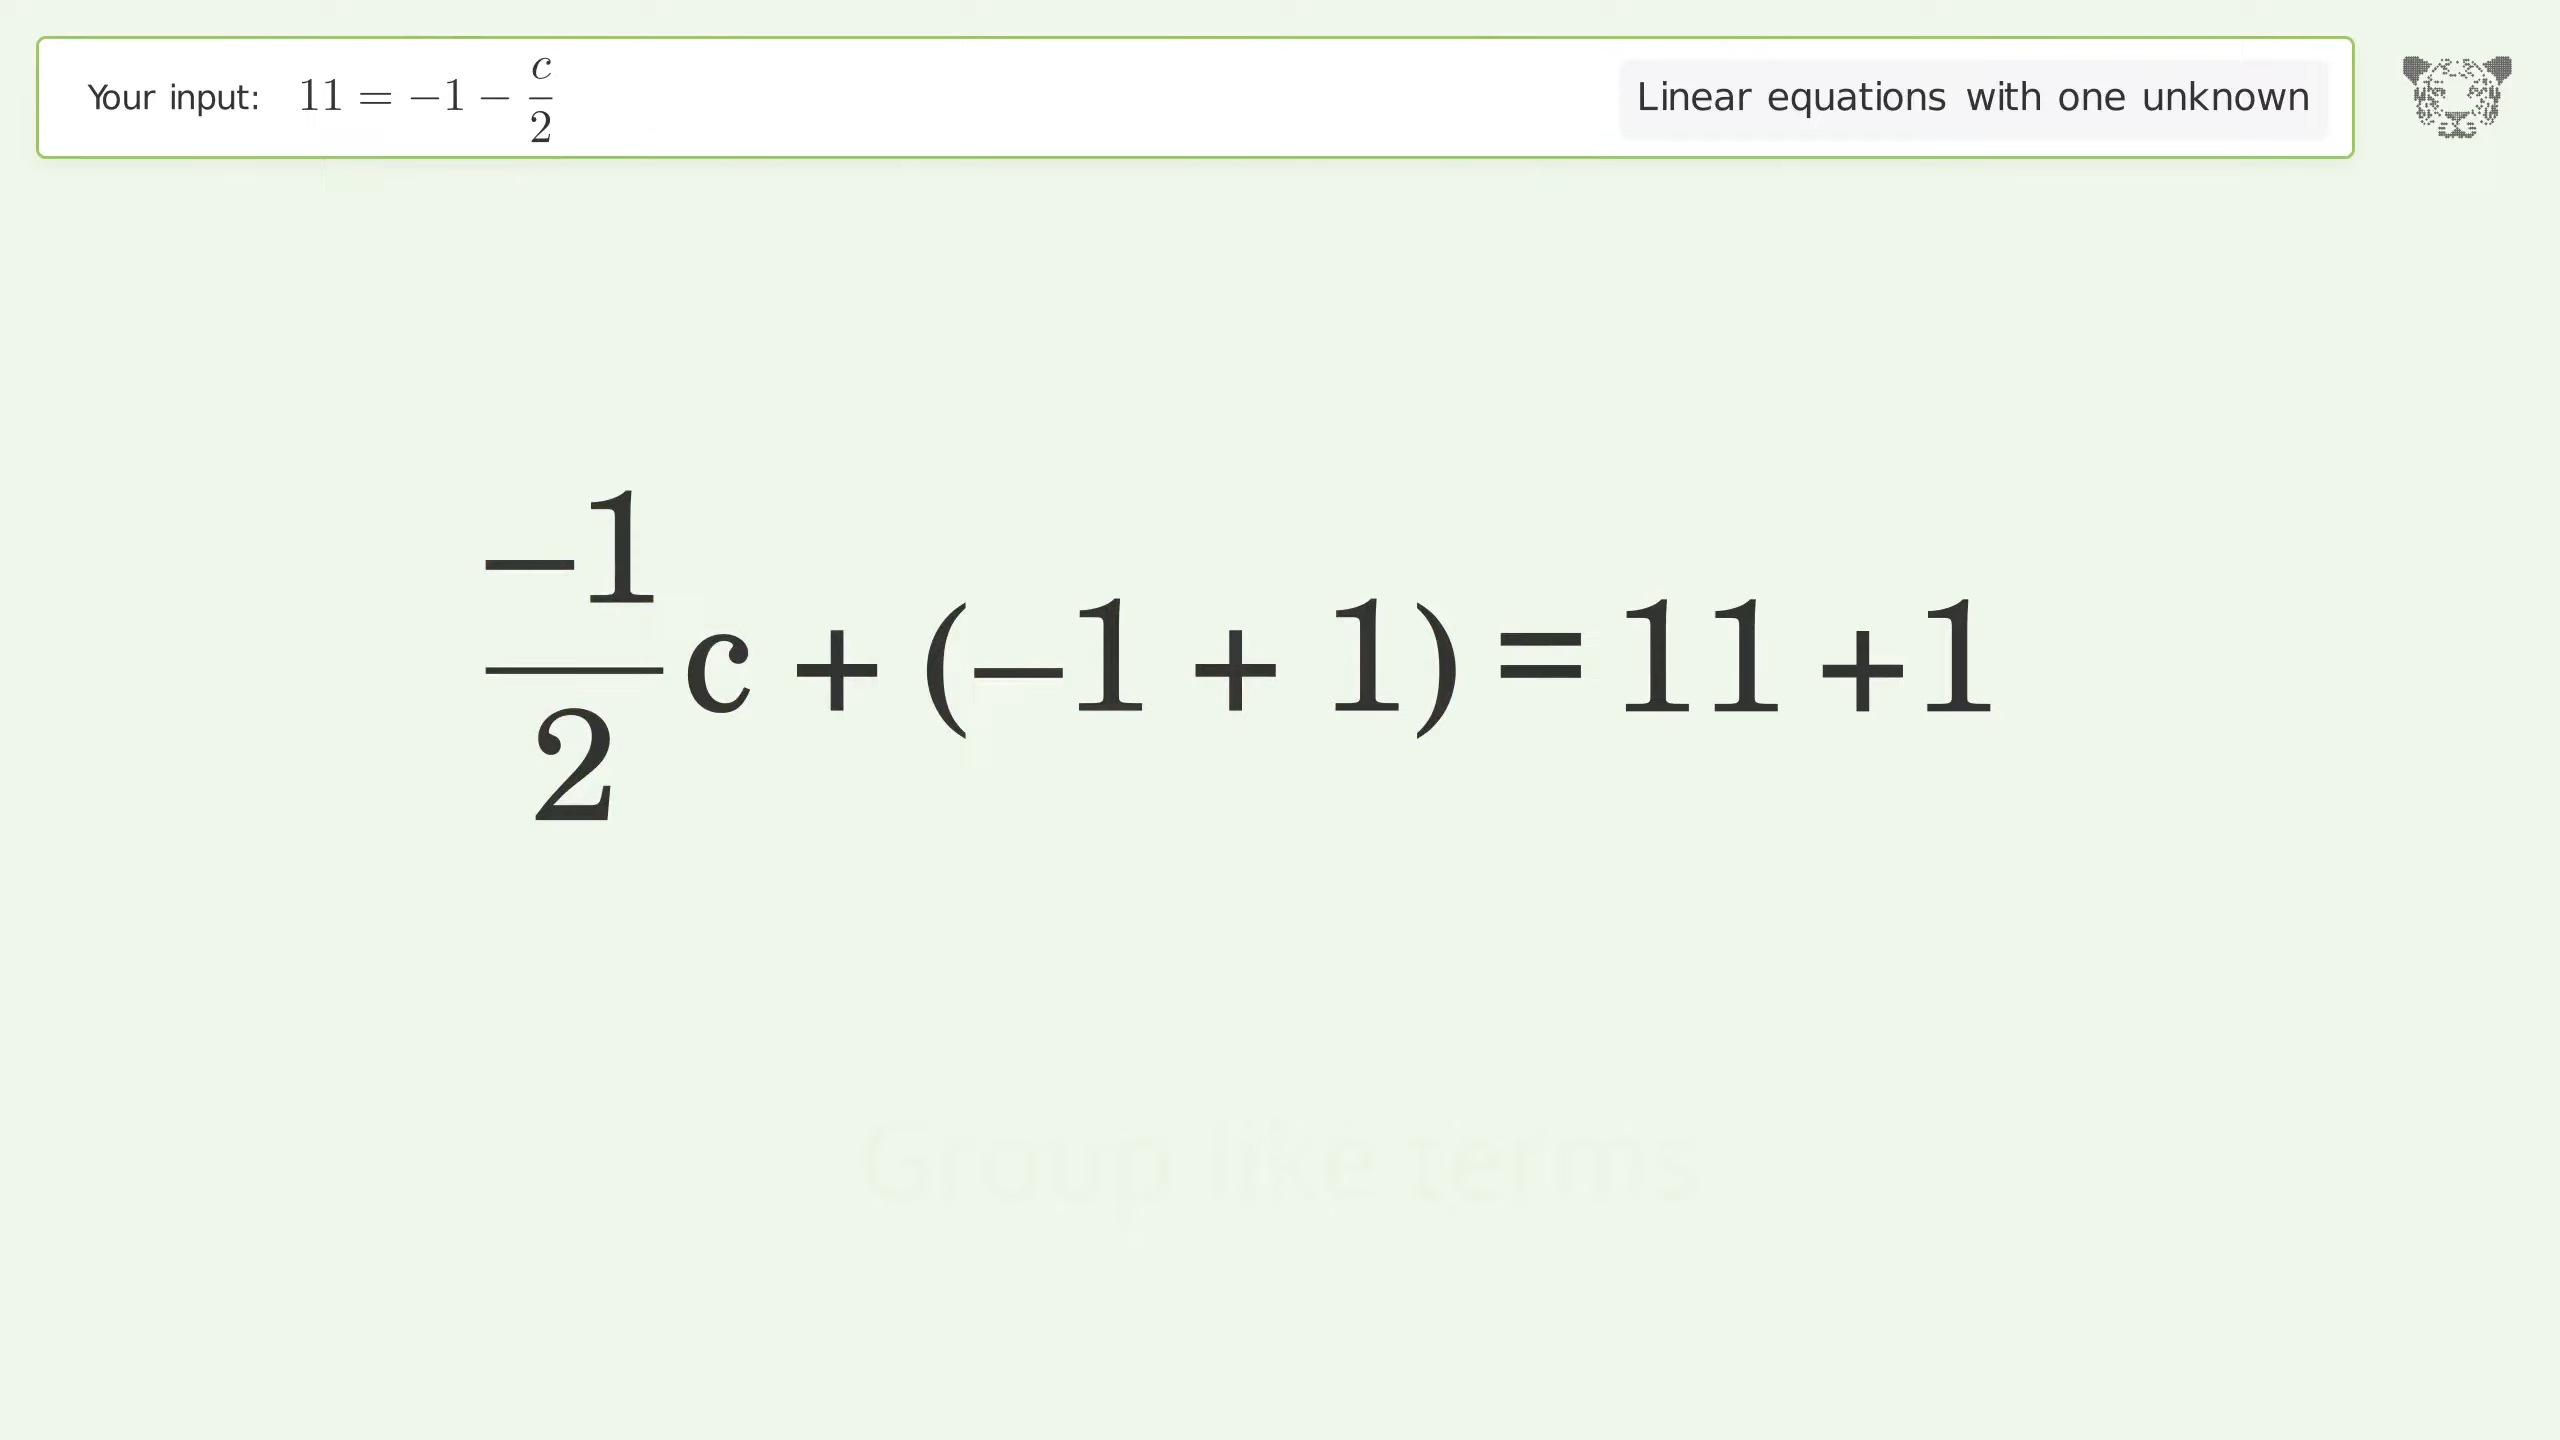 Your input: 11 = −1 − c/2
Linear equations with one unknown
−1/2 c + (−1 + 1) = 11 + 1
Group like terms